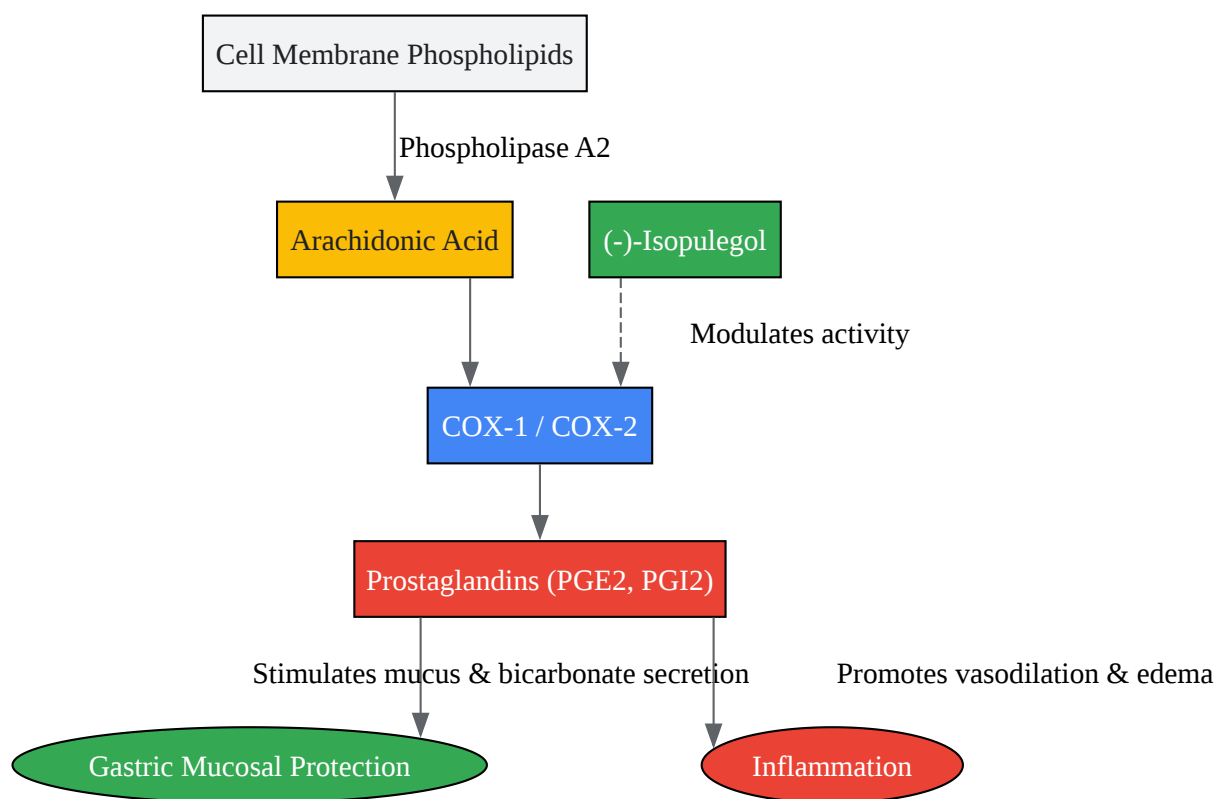 Cell Membrane Phospholipids
Phospholipase A2
Arachidonic Acid
(-)-Isopulegol
Modulates activity
COX-1 / COX-2
Prostaglandins (PGE2, PGI2)
Stimulates mucus & bicarbonate secretion
Promotes vasodilation & edema
Gastric Mucosal Protection
Inflammation